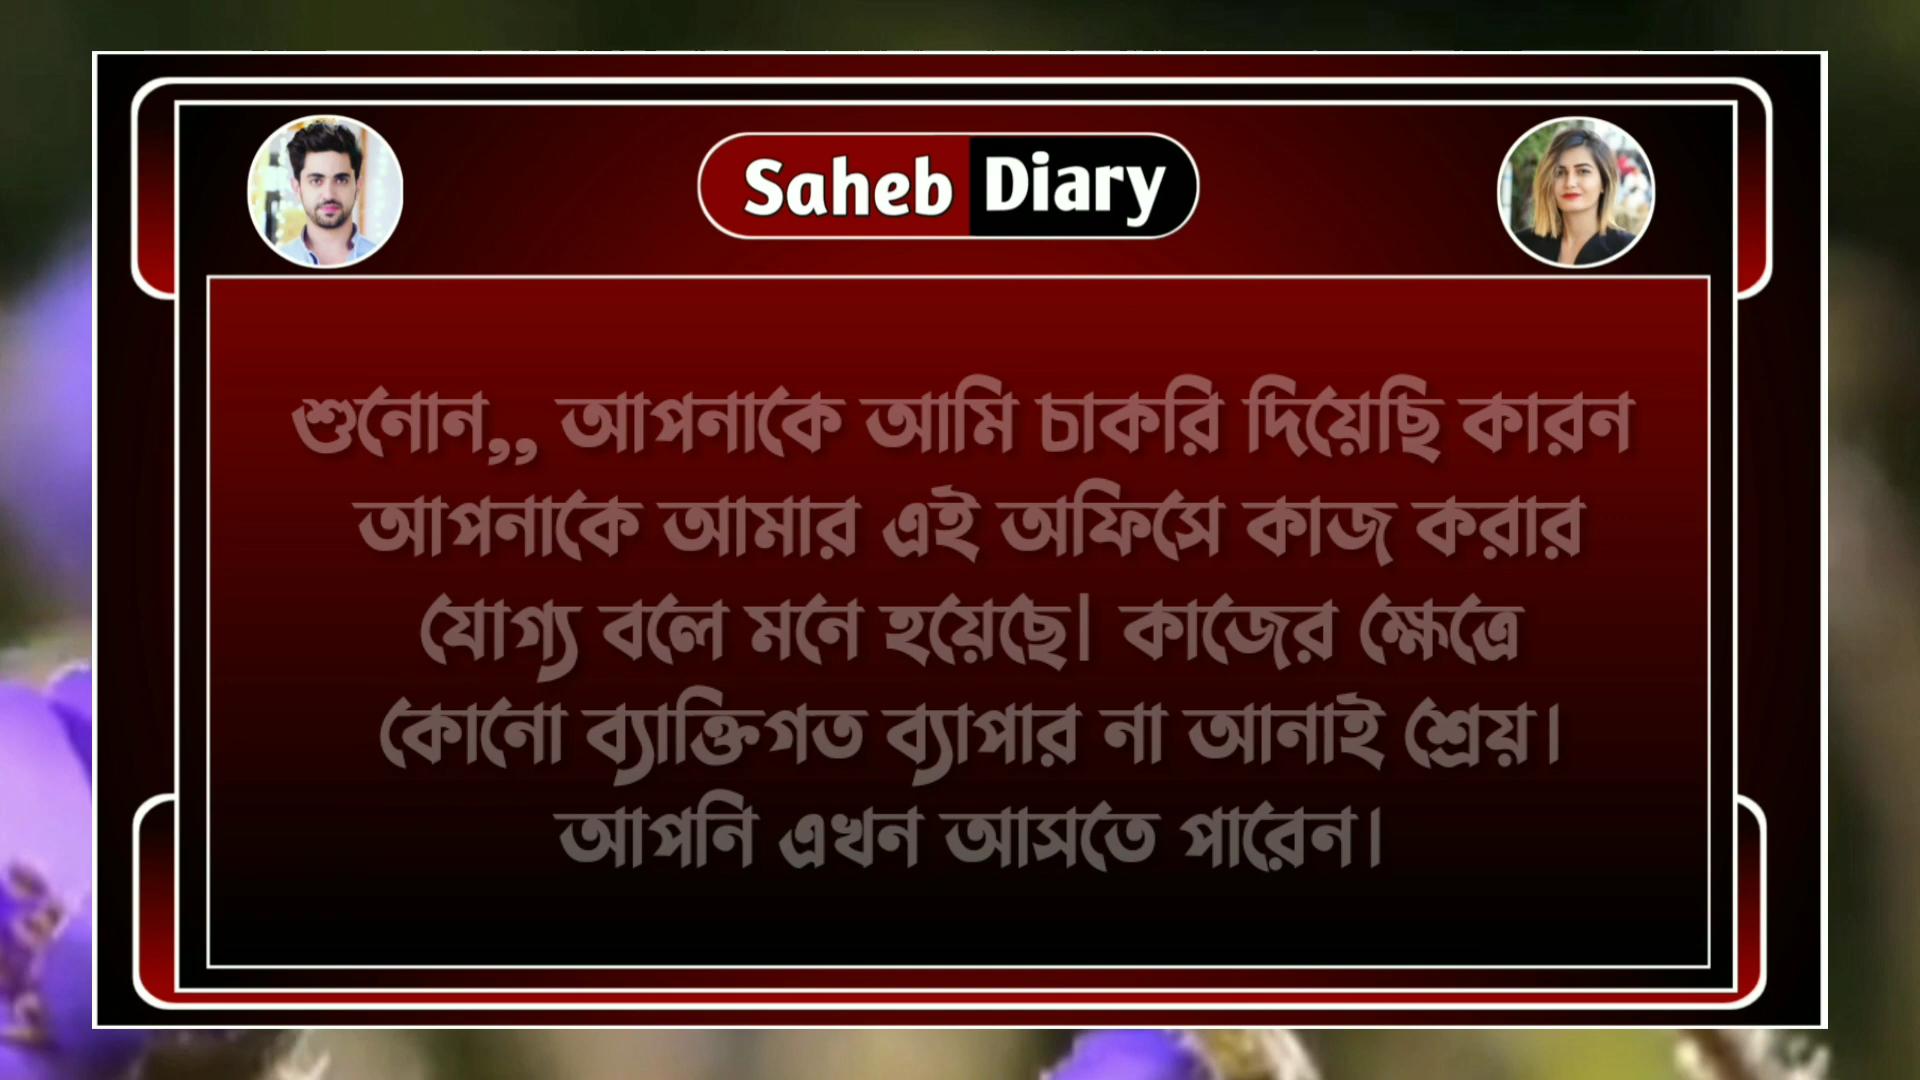 Saheb Diary
শুনোন,, আপনাকে আমি চাকরি দিয়েছি কারন
আপনাকে আমার এই অফিসে কাজ করার
যোগ্য বলে মনে হয়েছে। কাজের ক্ষেত্রে
কোনো ব্যাক্তিগত ব্যাপার না আনাই শ্রেয়।
আপনি এখন আসতে পারেন।